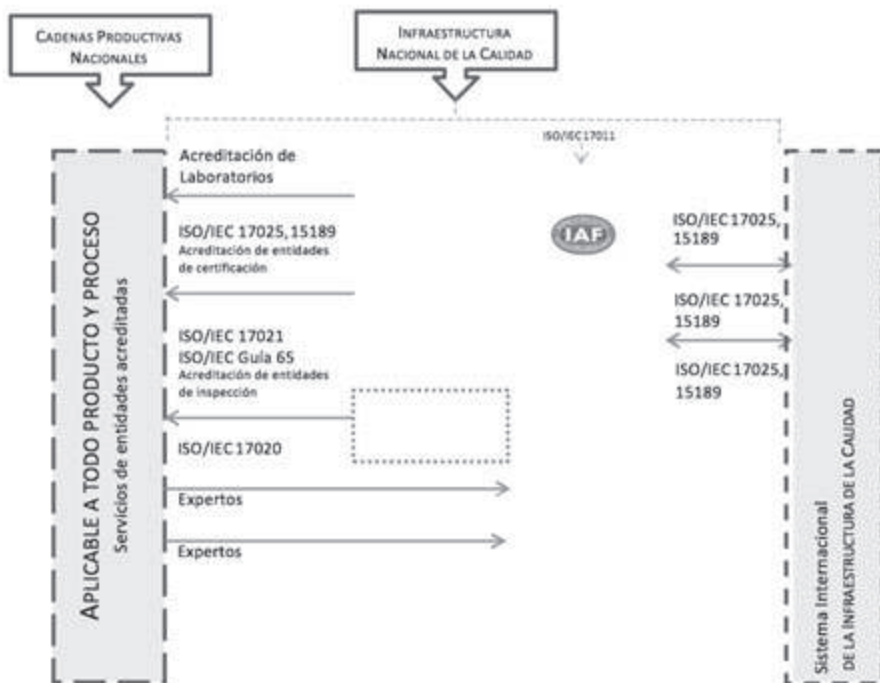 CADENAS PRODUCTIVAS
NACIONALES
INFRAESTRUCTURA
NACIONAL DE LA CALIDAD
ISO/IEC 17011
APLICABLE A TODO PRODUCTO Y PROCESO
Servicios de entidades acreditadas
Acreditación de
Laboratorios
ISO/IEC 17025, 15189
Acreditación de entidades
de certificación
ISO/IEC 17021
ISO/IEC Guía 65
Acreditación de entidades
de inspección
ISO/IEC 17020
Expertos
Expertos
IAF
ISO/IEC 17025,
15189
ISO/IEC 17025,
15189
ISO/IEC 17025,
15189
Sistema Internacional
DE LA INFRAESTRUCTURA DE LA CALIDAD